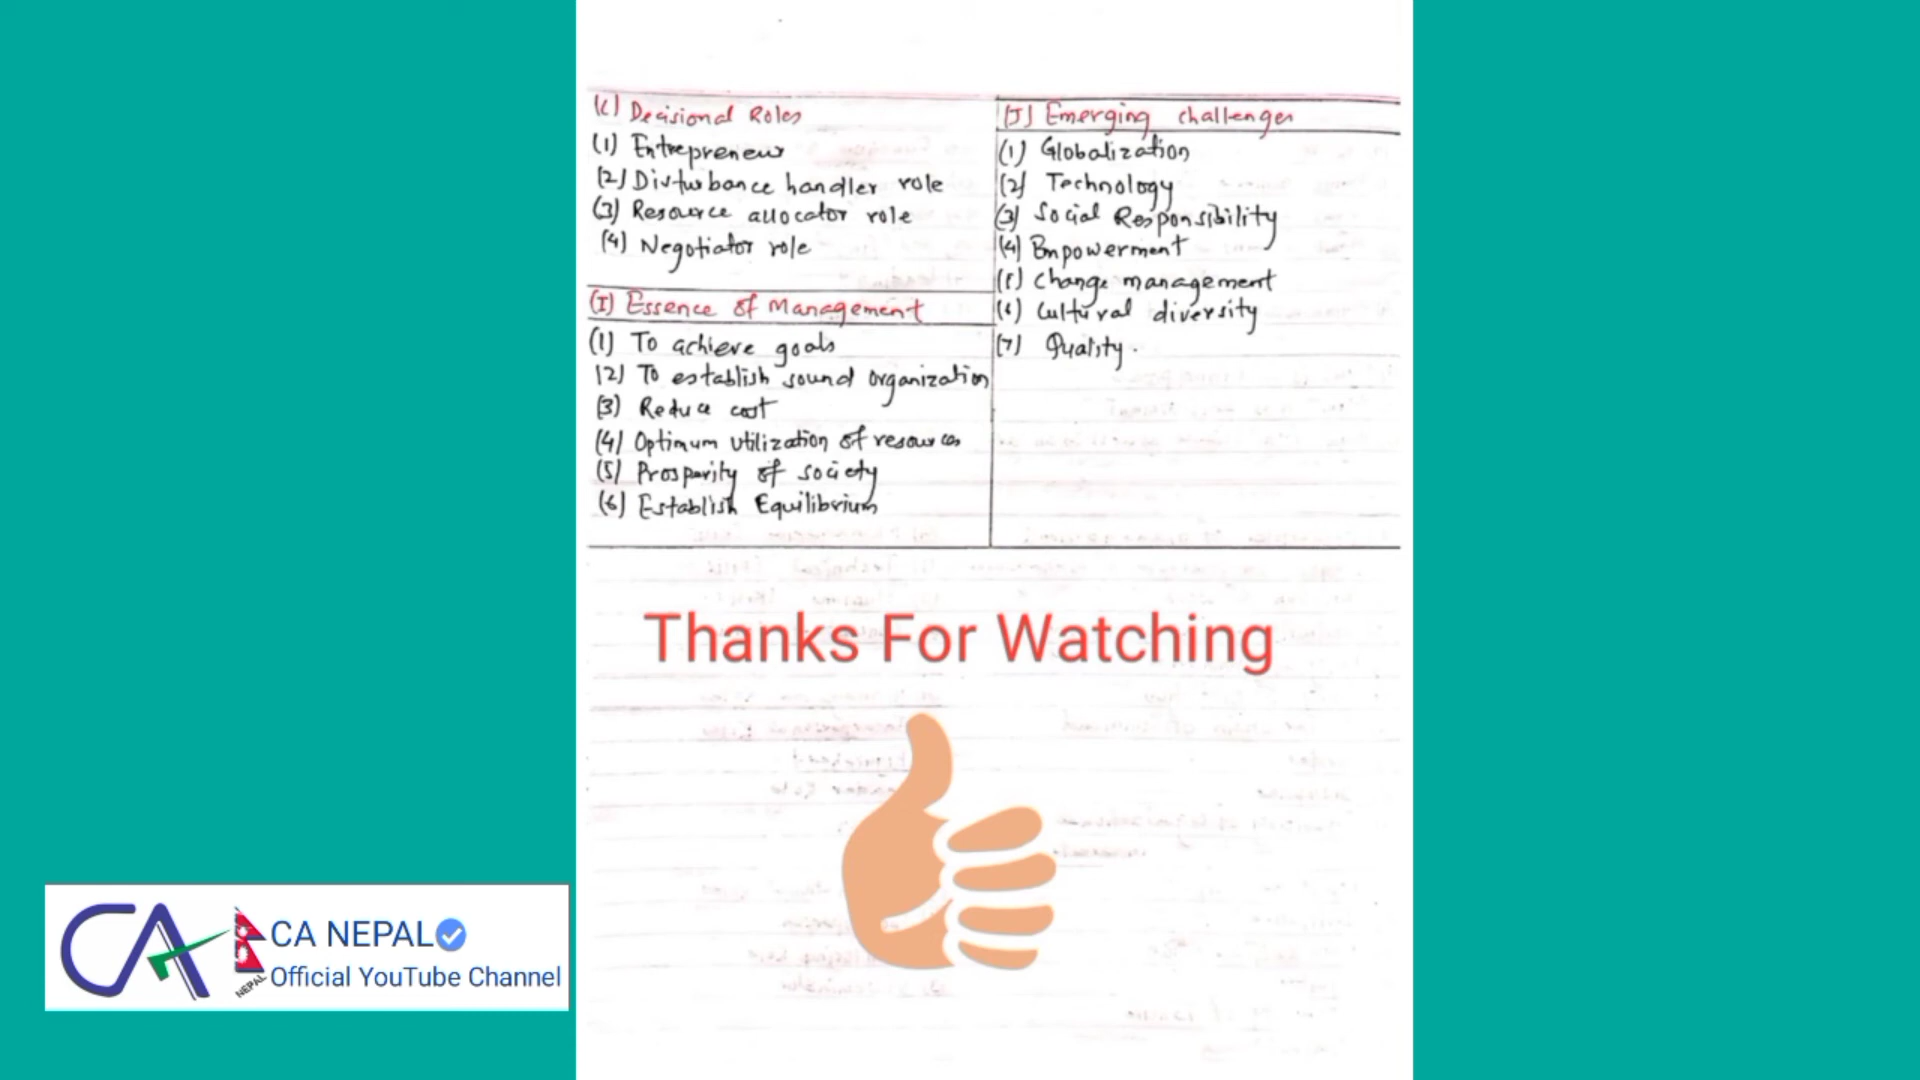 (C) Decisional Roles
(1) Entrepreneur
(2) Disturbance handler role
(3) Resource allocator role
(4) Negotiator role
(I) Essence of Management
(1) To achieve goals
(2) To establish sound organization
(3) Reduce cost
(4) Optimum utilization of resources
(5) Prosparity of society
(6) Establish Equilibrium
(J) Emerging challenges
(1) Globalization
(2) Technology
(3) Social Responsibility
(4) Empowerment
(5) Change management
(6) Cultural diversity
(7) Quality.
Thanks For Watching
CA
NEPAL
CA NEPAL
Official YouTube Channel